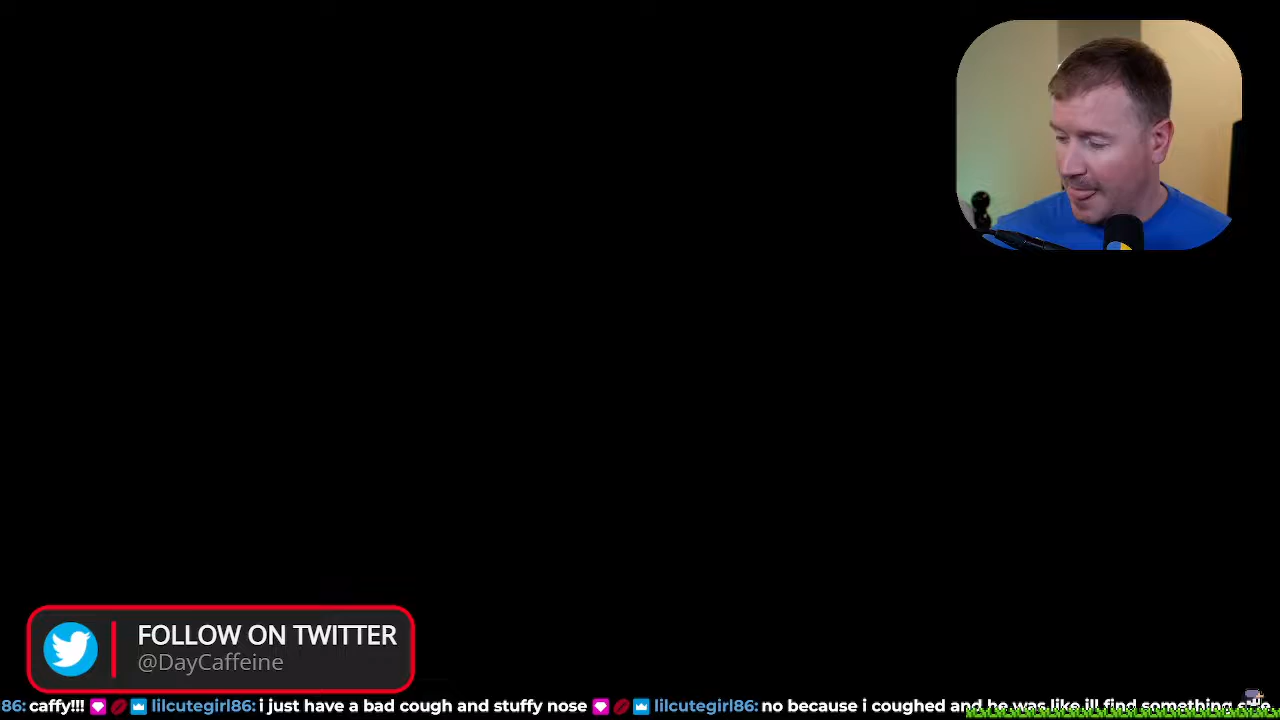 FOLLOW ON TWITTER
@DayCaffeine
86: caffy!!! lilcutegirl86: i just have a bad cough and stuffy nose lilcutegirl86: no because i coughed and he was like ill find something